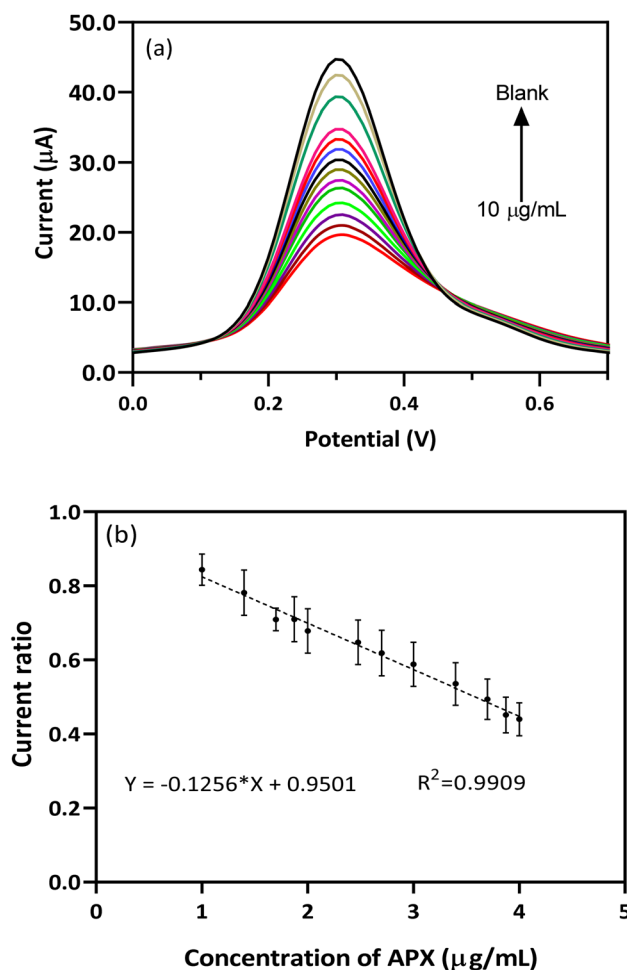 (a)
50.0
40.0
30.0
20.0
10.0
0.0
Current (μA)
Blank
10 μg/mL
0.0 0.2 0.4 0.6
Potential (V)
(b)
1.0
0.8
0.6
0.4
0.2
0.0
Current ratio
Y = -0.1256*X + 0.9501 R²=0.9909
0 1 2 3 4 5
Concentration of APX (μg/mL)